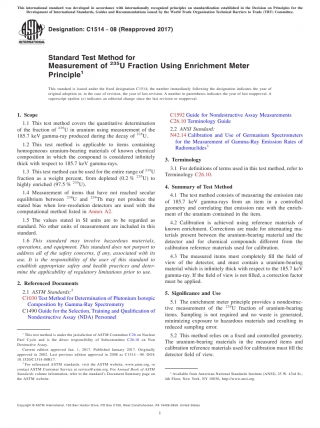 This international standard was developed in accordance with internationally recognized principles on standardization established in the Decision on Principles for the
Development of International Standards, Guides and Recommendations issued by the World Trade Organization Technical Barriers to Trade (TBT) Committee.
Designation: C1514 − 08 (Reapproved 2017)
Standard Test Method for
Measurement of 235U Fraction Using Enrichment Meter
Principle1
This standard is issued under the fixed designation C1514; the number immediately following the designation indicates the year of
original adoption or, in the case of revision, the year of last revision. A number in parentheses indicates the year of last reapproval. A
superscript epsilon (ε) indicates an editorial change since the last revision or reapproval.
1. Scope
1.1 This test method covers the quantitative determination
of the fraction of 235U in uranium using measurement of the
185.7 keV gamma-ray produced during the decay of 235U.
1.2 This test method is applicable to items containing
homogeneous uranium-bearing materials of known chemical
composition in which the compound is considered infinitely
thick with respect to 185.7 keV gamma-rays.
1.3 This test method can be used for the entire range of 235U
fraction as a weight percent, from depleted (0.2 % 235U) to
highly enriched (97.5 % 235U).
1.4 Measurement of items that have not reached secular
equilibrium between 238U and 234Th may not produce the
stated bias when low-resolution detectors are used with the
computational method listed in Annex A2.
1.5 The values stated in SI units are to be regarded as
standard. No other units of measurement are included in this
standard.
1.6 This standard may involve hazardous materials,
operations, and equipment. This standard does not purport to
address all of the safety concerns, if any, associated with its
use. It is the responsibility of the user of this standard to
establish appropriate safety and health practices and deter-
mine the applicability of regulatory limitations prior to use.
2. Referenced Documents
2.1 ASTM Standards:2
C1030 Test Method for Determination of Plutonium Isotopic
Composition by Gamma-Ray Spectrometry
C1490 Guide for the Selection, Training and Qualification of
Nondestructive Assay (NDA) Personnel
1 This test method is under the jurisdiction of ASTM Committee C26 on Nuclear
Fuel Cycle and is the direct responsibility of Subcommittee C26.10 on Non
Destructive Assay.
Current edition approved Jan. 1, 2017. Published January 2017. Originally
approved in 2002. Last previous edition approved in 2008 as C1514 – 08. DOI:
10.1520/C1514-08R17.
2 For referenced ASTM standards, visit the ASTM website, www.astm.org, or
contact ASTM Customer Service at service@astm.org. For Annual Book of ASTM
Standards volume information, refer to the standard's Document Summary page on
the ASTM website.
C1592 Guide for Nondestructive Assay Measurements
C26.10 Terminology Guide
2.2 ANSI Standard:
N42.14 Calibration and Use of Germanium Spectrometers
for the Measurement of Gamma-Ray Emission Rates of
Radionuclides3
3. Terminology
3.1 For definitions of terms used in this test method, refer to
Terminology C26.10.
4. Summary of Test Method
4.1 The test method consists of measuring the emission rate
of 185.7 keV gamma-rays from an item in a controlled
geometry and correlating that emission rate with the enrich-
ment of the uranium contained in the item.
4.2 Calibration is achieved using reference materials of
known enrichment. Corrections are made for attenuating ma-
terials present between the uranium-bearing material and the
detector and for chemical compounds different from the
calibration reference materials used for calibration.
4.3 The measured items must completely fill the field of
view of the detector, and must contain a uranium-bearing
material which is infinitely thick with respect to the 185.7 keV
gamma-ray. If the field of view is not filled, a correction factor
must be applied.
5. Significance and Use
5.1 The enrichment meter principle provides a nondestruc-
tive measurement of the 235U fraction of uranium-bearing
items. Sampling is not required and no waste is generated,
minimizing exposure to hazardous materials and resulting in
reduced sampling error.
5.2 This method relies on a fixed and controlled geometry.
The uranium-bearing materials in the measured items and
calibration reference materials used for calibration must fill the
detector field of view.
3 Available from American National Standards Institute (ANSI), 25 W. 43rd St.,
4th Floor, New York, NY 10036, http://www.ansi.org.
Copyright © ASTM International, 100 Barr Harbor Drive, PO Box C700, West Conshohocken, PA 19428-2959. United States
1